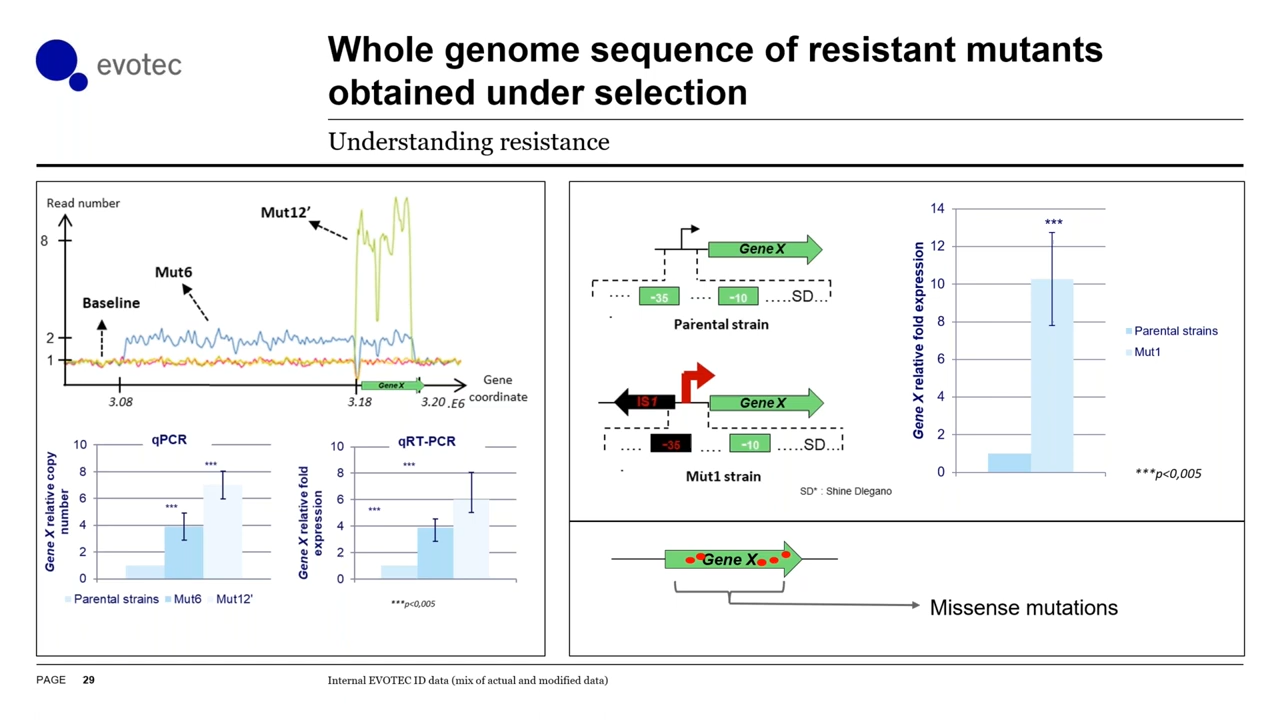 evotec
Whole genome sequence of resistant mutants
obtained under selection
Understanding resistance
Read number
8
2
1
Baseline
Mut6
Mut12’
Gene X
3.08
3.18
3.20 .E6
Gene
coordinate
qPCR
Gene X relative copy
number
10
8
6
4
2
0
***
***
Parental strains
Mut6
Mut12'
qRT-PCR
Gene X relative fold
expression
10
8
6
4
2
0
***
***
***p<0,005
Gene X
.... -35 .... -10 .....SD...
Parental strain
IS1
Gene X
.... -35 .... -10 .....SD...
Mut1 strain
SD* : Shine Dlegano
Gene X relative fold expression
14
12
10
8
6
4
2
0
***
Parental strains
Mut1
***p<0,005
Gene X
Missense mutations
PAGE 29
Internal EVOTEC ID data (mix of actual and modified data)